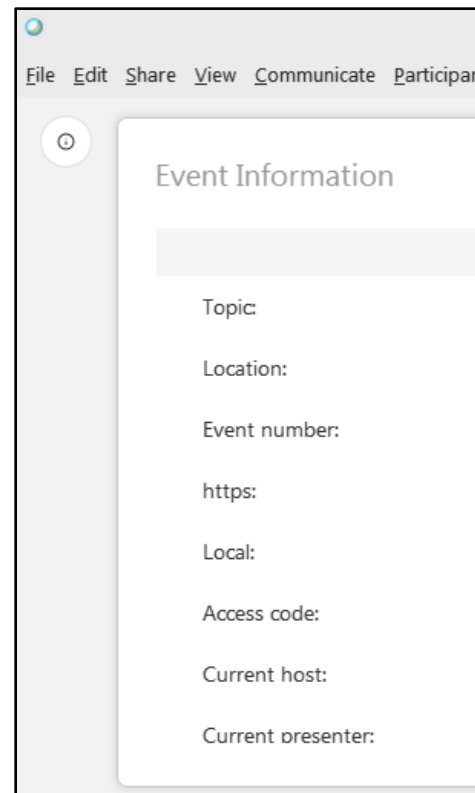 File Edit Share View Communicate
Event Information
Topic:
Location:
Event number:
https:
Local:
Access code:
Current host:
Current presenter: